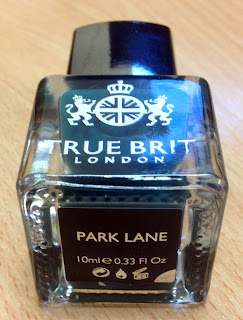 TRUE BRIT
LONDON
PARK LANE
10ml e 0.33 Fl Oz